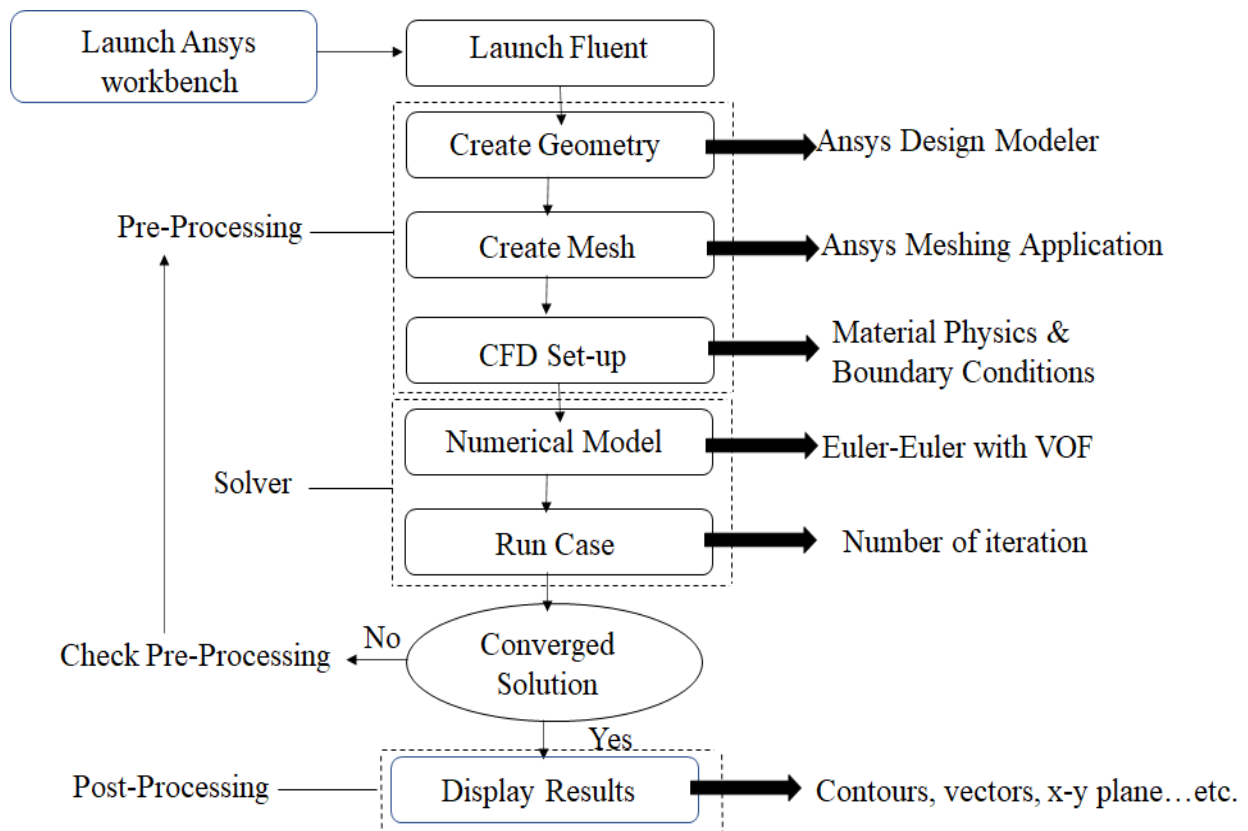 Launch Ansys
workbench
Launch Fluent
Create Geometry
Ansys Design Modeler
Pre-Processing
Create Mesh
Ansys Meshing Application
CFD Set-up
Material Physics &
Boundary Conditions
Numerical Model
Euler-Euler with VOF
Solver
Run Case
Number of iteration
No
Check Pre-Processing
Converged
Solution
Yes
Post-Processing
Display Results
Contours, vectors, x-y plane…etc.